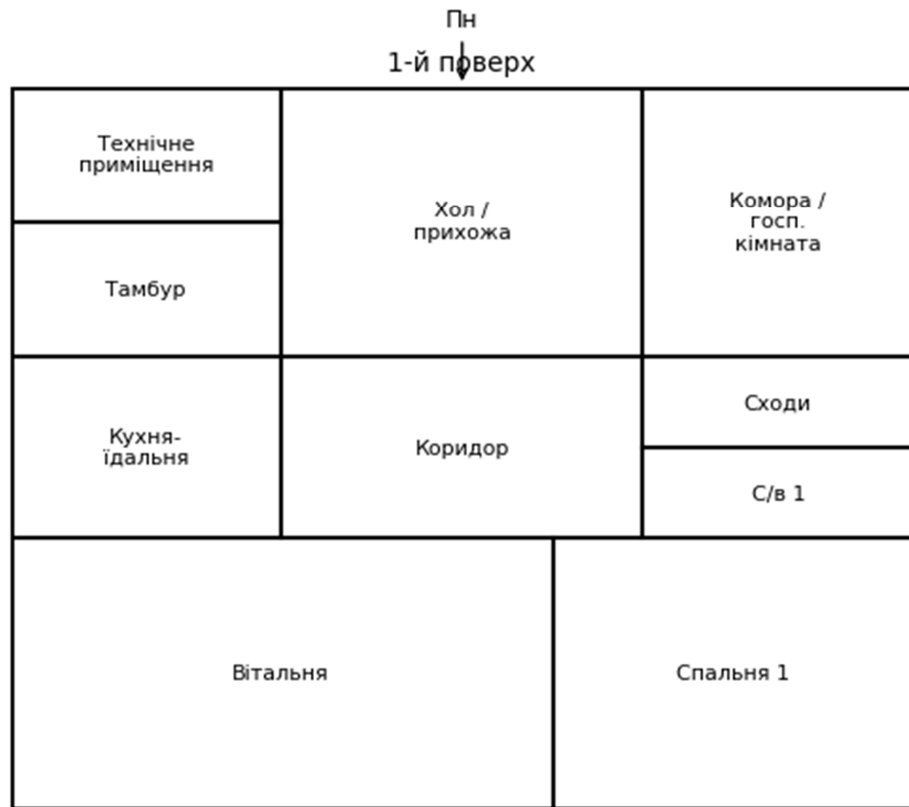 Пн
1-й поверх
Технічне
приміщення
Хол /
прихожа
Комора /
госп.
кімната
Тамбур
Кухня-
їдальня
Коридор
Сходи
С/в 1
Вітальня
Спальня 1